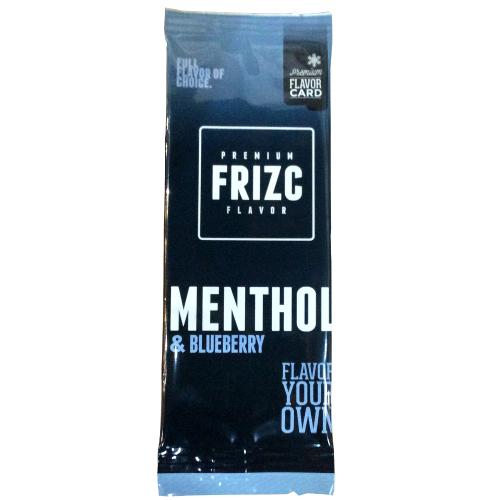 FULL
FLAVOR OF
CHOICE.
Premium
FLAVOR
CARD
PREMIUM
FRIZC
FLAVOR
MENTHOL
& BLUEBERRY
FLAVOR
YOUR
OWN